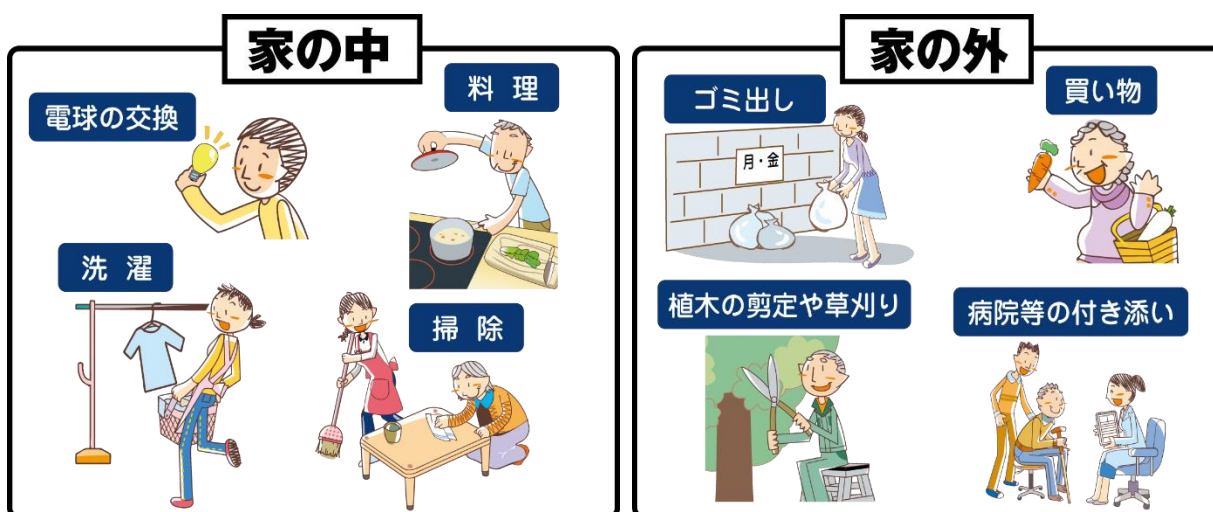 家の中
電球の交換
料理
洗濯
掃除
家の外
ゴミ出し
月・金
買い物
植木の剪定や草刈り
病院等の付き添い